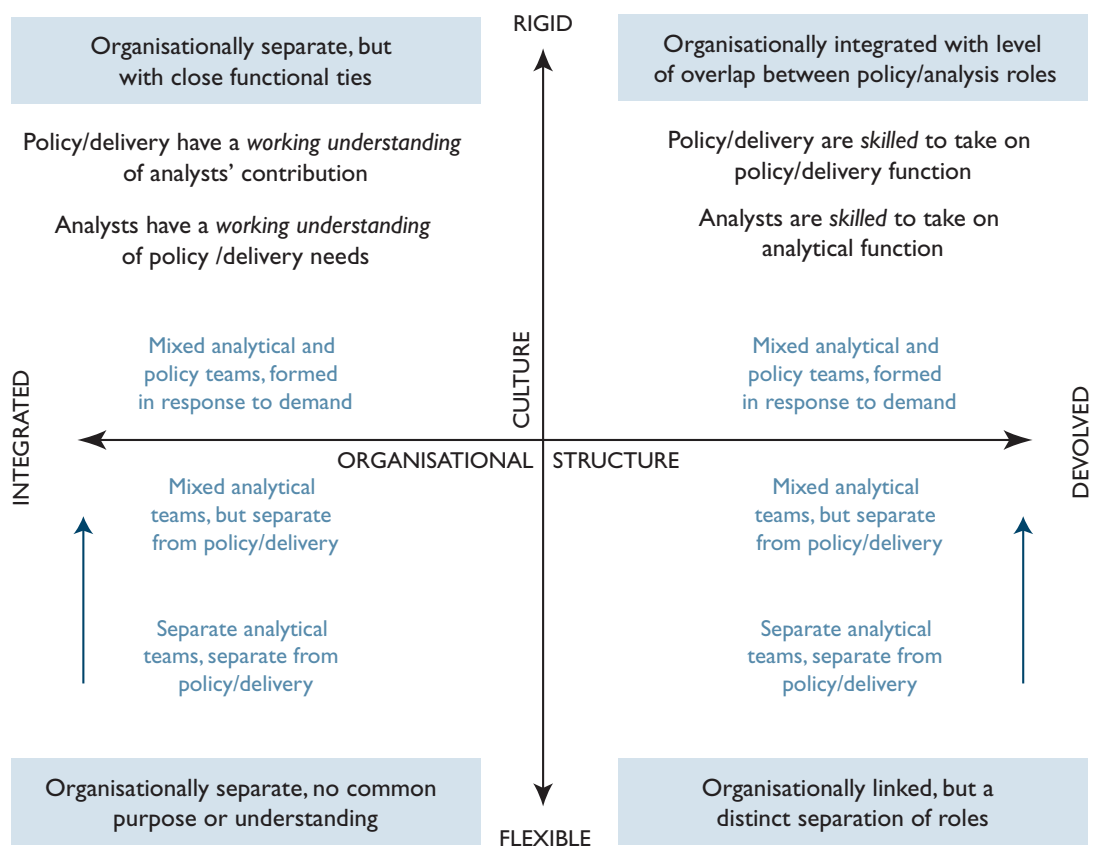 RIGID
Organisationally separate, but
with close functional ties
Organisationally integrated with level
of overlap between policy/analysis roles
Policy/delivery have a working understanding
of analysts’ contribution
Analysts have a working understanding
of policy /delivery needs
Policy/delivery are skilled to take on
policy/delivery function
Analysts are skilled to take on
analytical function
Mixed analytical and
policy teams, formed
in response to demand
CULTURE
Mixed analytical and
policy teams, formed
in response to demand
INTEGRATED
ORGANISATIONAL STRUCTURE
DEVOLVED
Mixed analytical
teams, but separate
from policy/delivery
Mixed analytical
teams, but separate
from policy/delivery
Separate analytical
teams, separate from
policy/delivery
Separate analytical
teams, separate from
policy/delivery
Organisationally separate, no common
purpose or understanding
Organisationally linked, but a
distinct separation of roles
FLEXIBLE